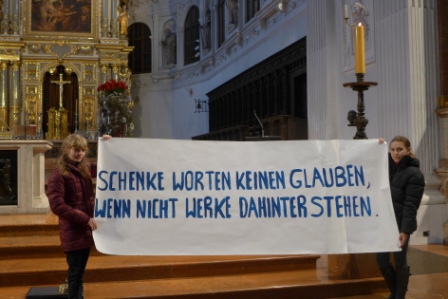 SCHENKE WORTEN KEINEN GLAUBEN,
WENN NICHT WERKE DAHINTER STEHEN.